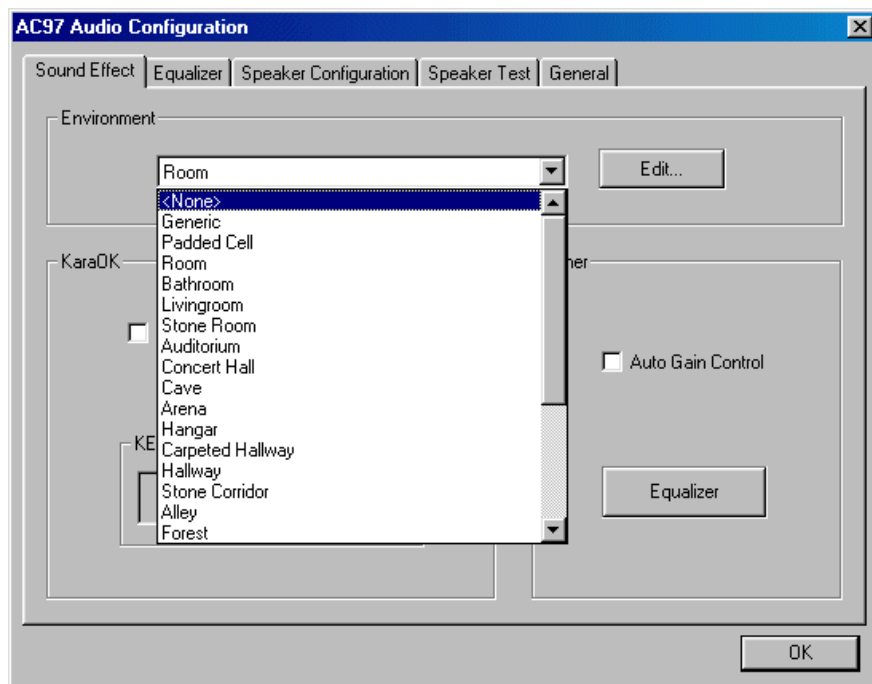 AC97 Audio Configuration
Sound Effect Equalizer Speaker Configuration Speaker Test General
Environment
Room
Edit...
<None>
Generic
Padded Cell
Room
Bathroom
Livingroom
Stone Room
Auditorium
Concert Hall
Cave
Arena
Hangar
Carpeted Hallway
Hallway
Stone Corridor
Alley
Forest
KaraOK
KE
her
Auto Gain Control
Equalizer
OK